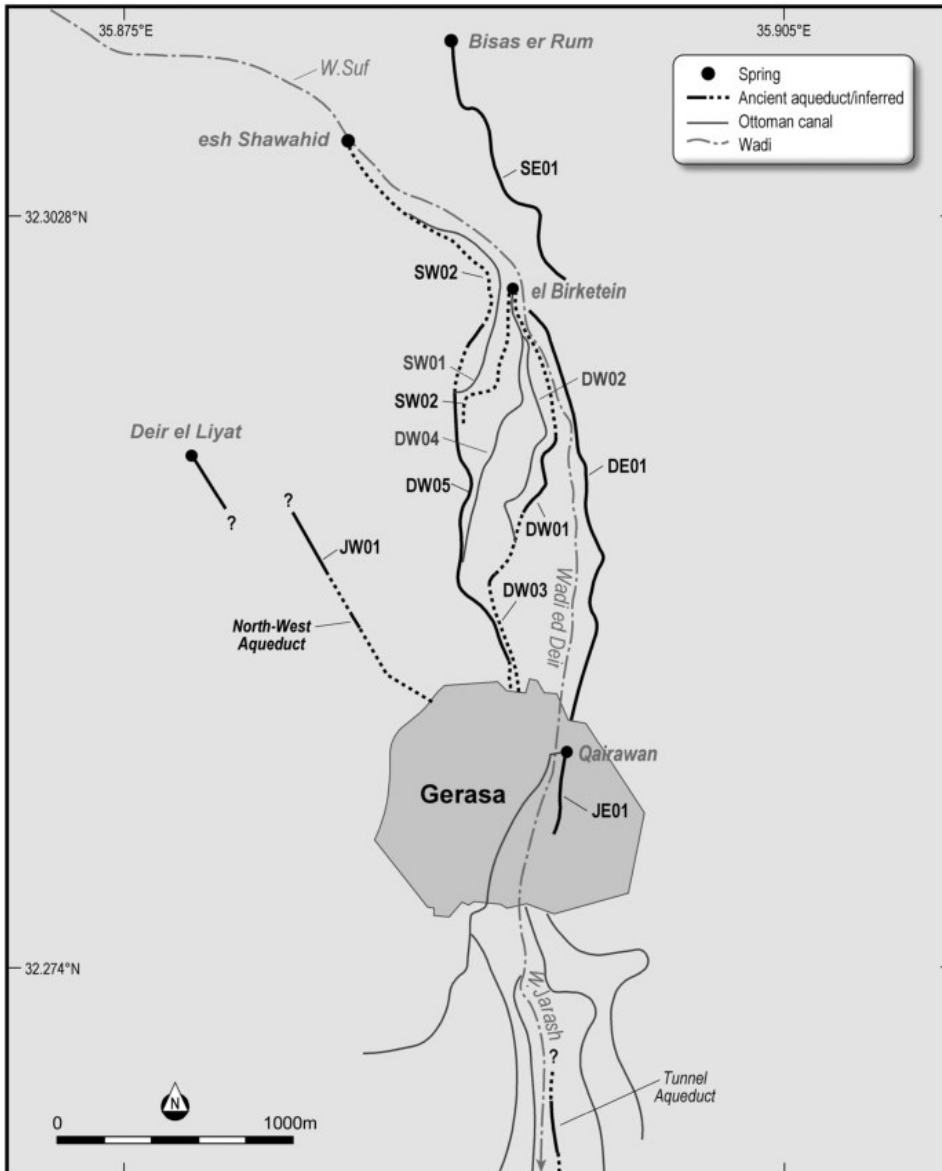 35.875°E
35.905°E
Bisas er Rum
W.Suf
Spring
Ancient aqueduct/inferred
Ottoman canal
Wadi
esh Shawahid
SE01
32.3028°N
SW02
el Birketein
SW01
DW02
SW02
Deir el Liyat
DW04
DE01
DW05
?
?
DW01
JW01
DW03
Wadi ed Deir
North-West
Aqueduct
Qairawan
Gerasa
JE01
32.274°N
W. Jarash
?
Tunnel
Aqueduct
N
0
1000m